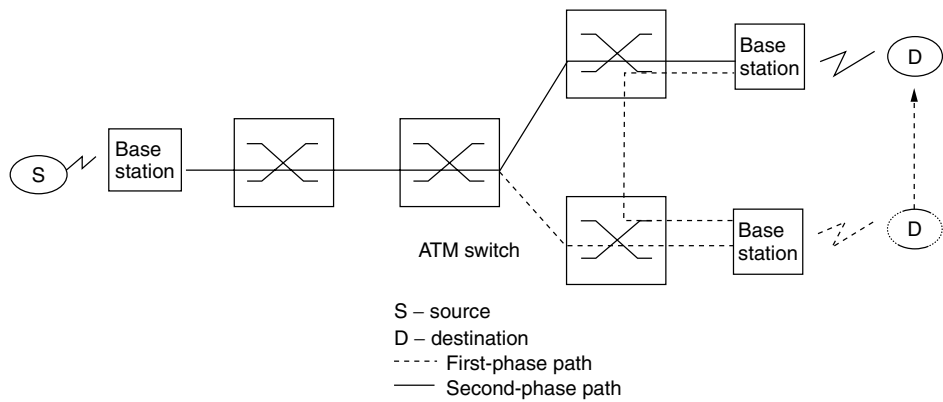 Base
station
D
Base
station
S
ATM switch
Base
station
D
S – source
D – destination
First-phase path
Second-phase path